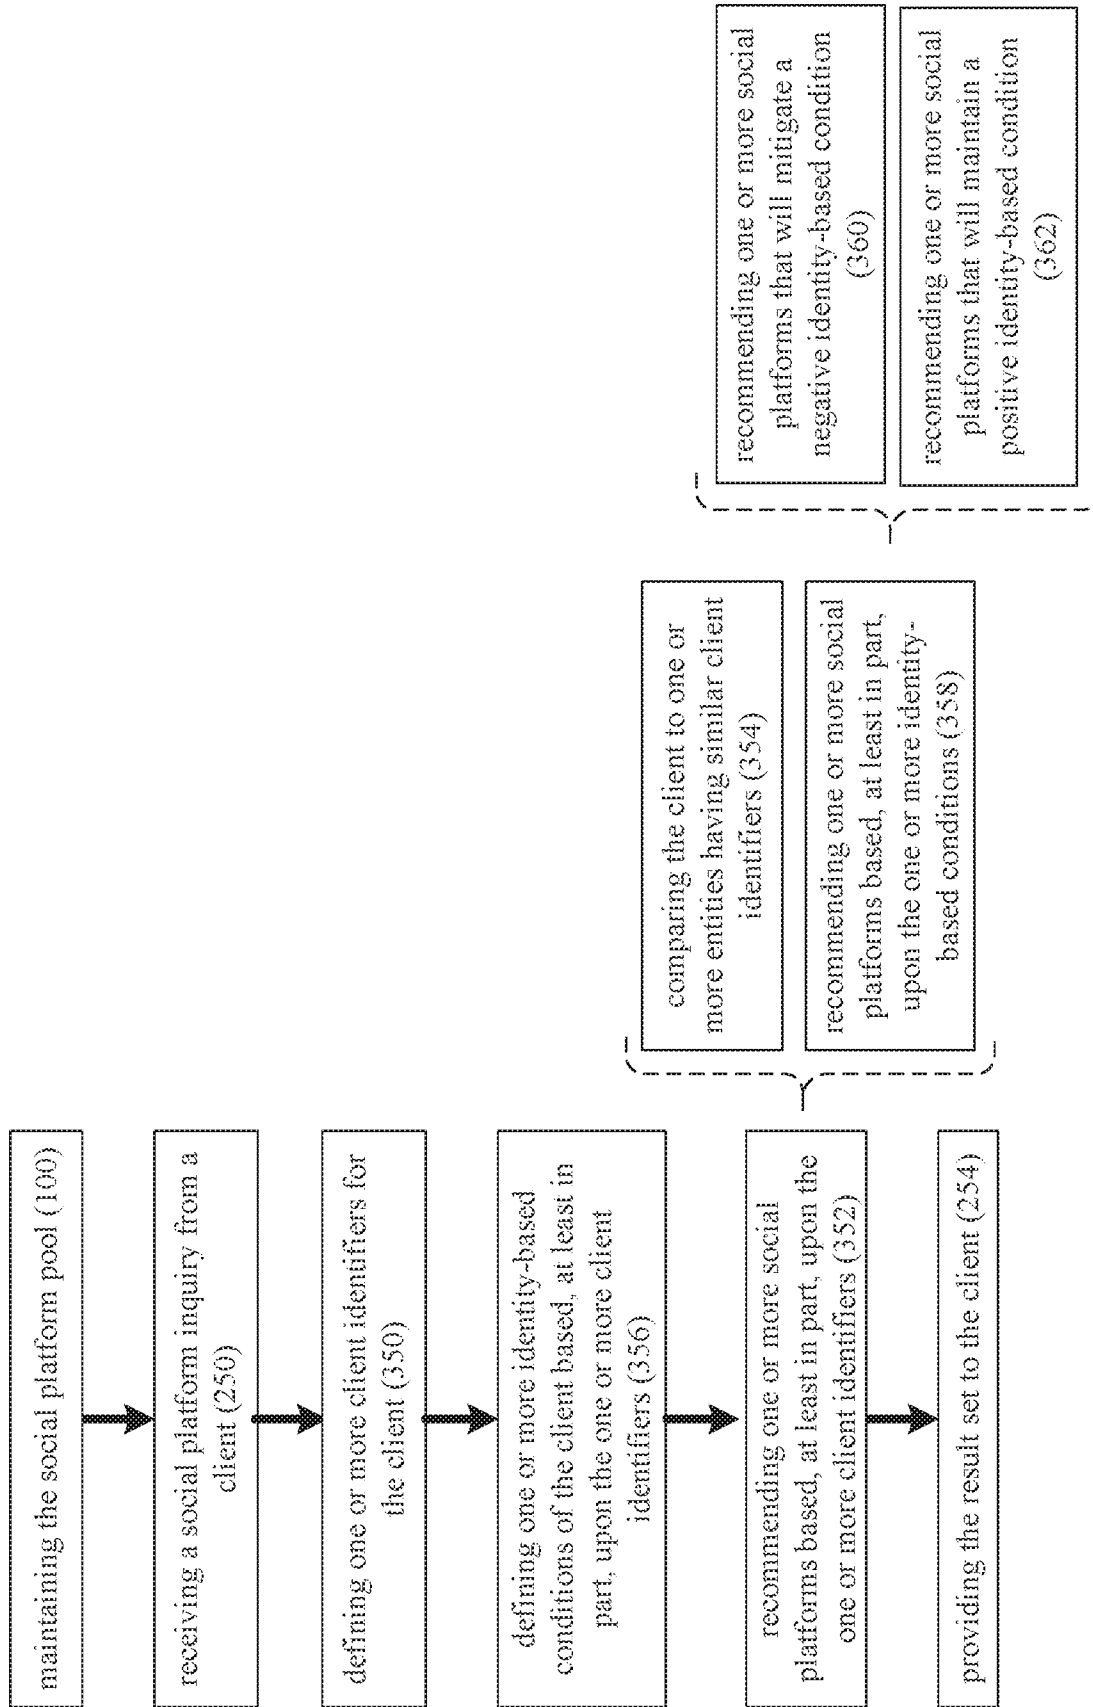 maintaining the social platform pool (100)
receiving a social platform inquiry from a
client (250)
defining one or more client identifiers for
the client (350)
defining one or more identity-based
conditions of the client based, at least in
part, upon the one or more client
identifiers (356)
recommending one or more social
platforms based, at least in part, upon the
one or more client identifiers (352)
providing the result set to the client (254)
comparing the client to one or
more entities having similar client
identifiers (354)
recommending one or more social
platforms based, at least in part,
upon the one or more identity-
based conditions (358)
recommending one or more social
platforms that will mitigate a
negative identity-based condition
(360)
recommending one or more social
platforms that will maintain a
positive identity-based condition
(362)